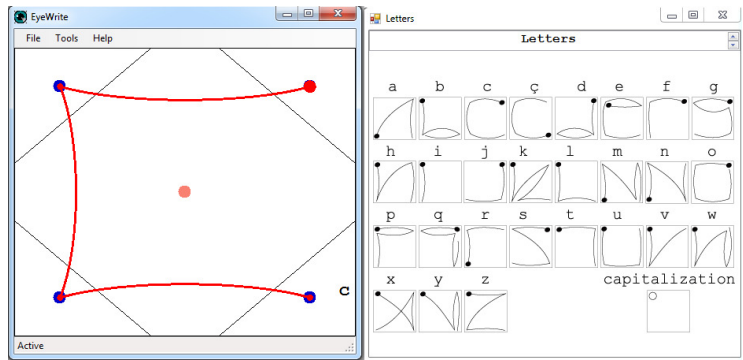 EyeWrite
File Tools Help
c
Active
Letters
Letters
a b c ç d e f g
h i j k l m n o
p q r s t u v w
x y z capitalization